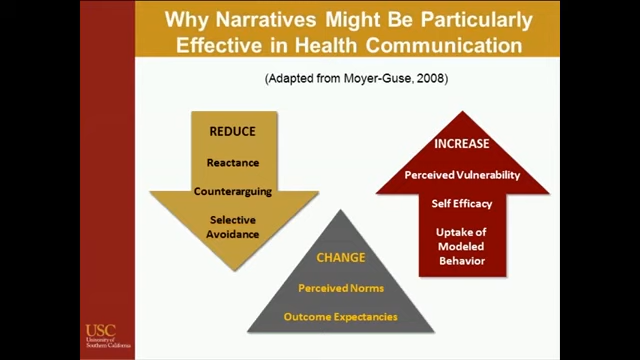 Why Narratives Might Be Particularly
Effective in Health Communication
(Adapted from Moyer-Guse, 2008)
REDUCE
Reactance
Counterarguing
Selective
Avoidance
CHANGE
Perceived Norms
Outcome Expectancies
INCREASE
Perceived Vulnerability
Self Efficacy
Uptake of
Modeled
Behavior
USC
University of
Southern California